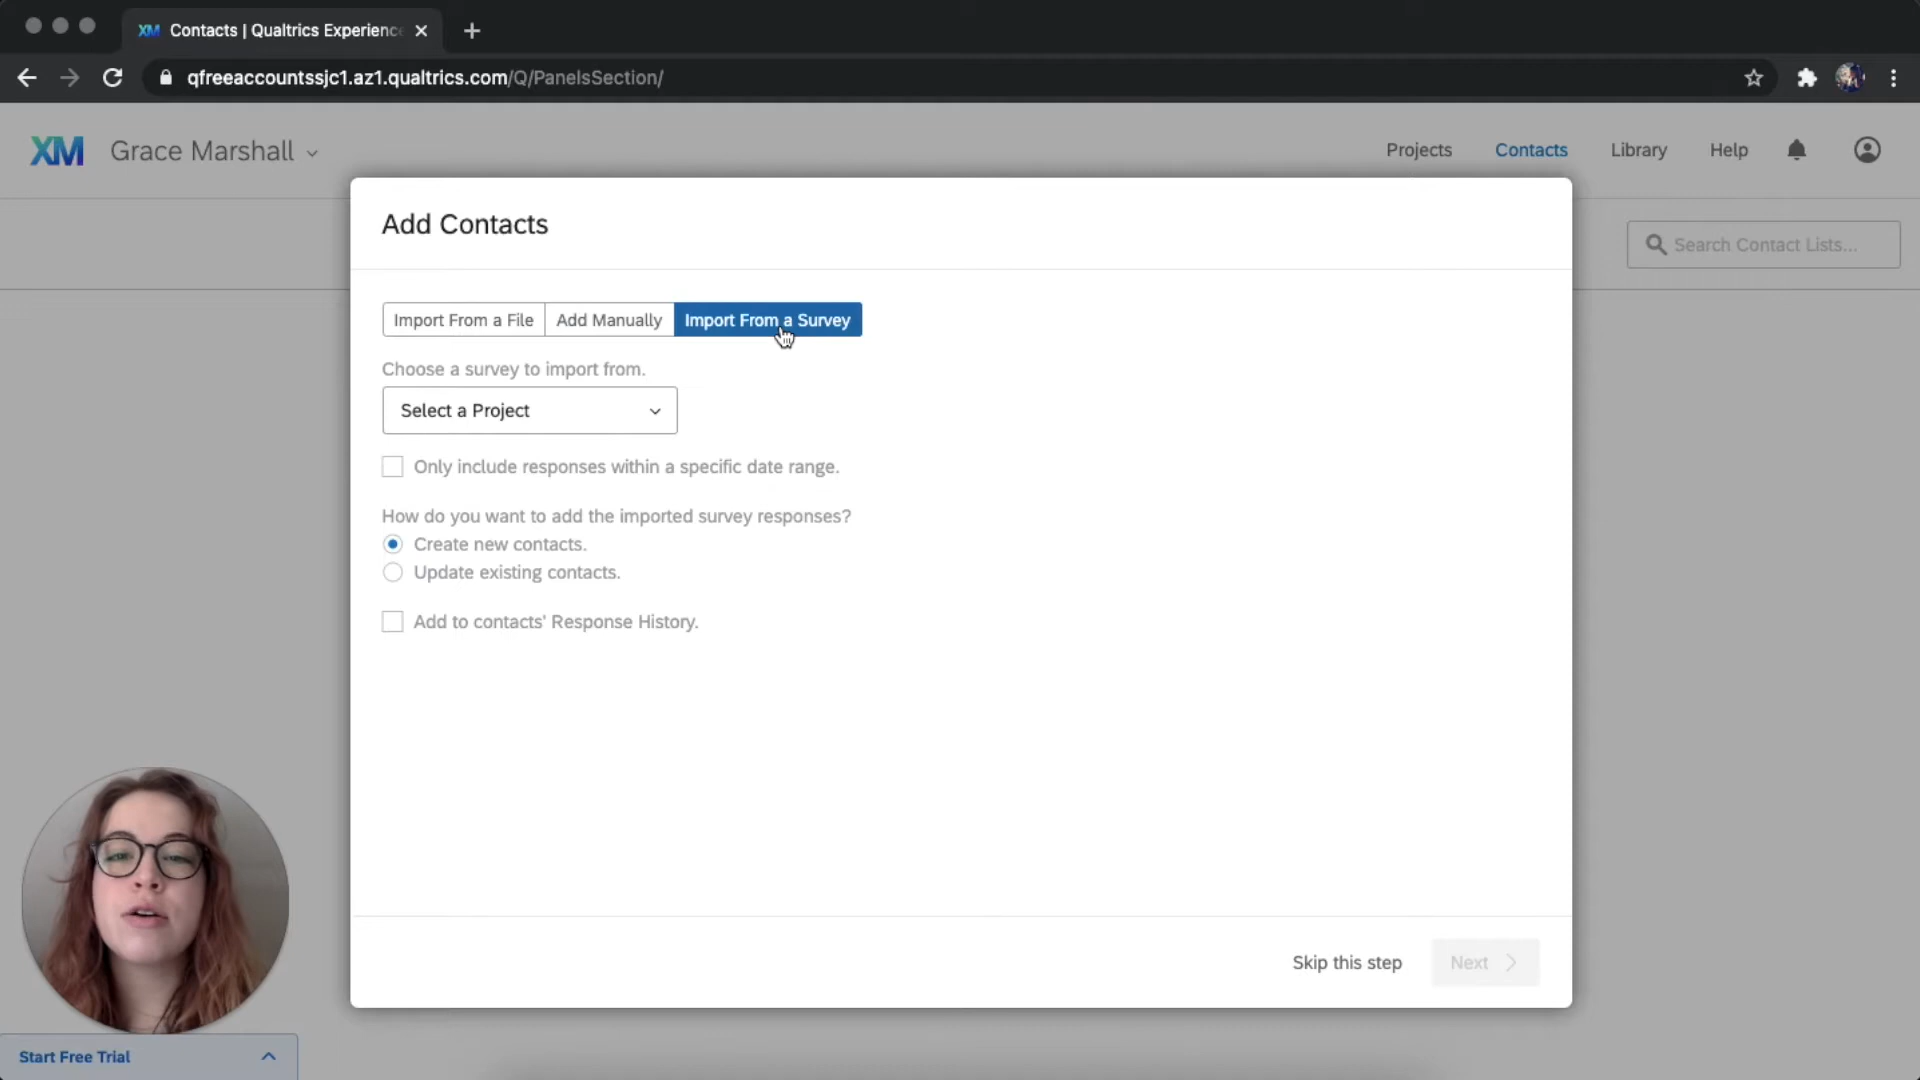 XM Contacts | Qualtrics Experienc
qfreeaccountssjc1.az1.qualtrics.com/Q/PanelsSection/
XM Grace Marshall
Projects Contacts Library Help
Search Contact Lists...
Add Contacts
Import From a File Add Manually Import From a Survey
Choose a survey to import from.
Select a Project
Only include responses within a specific date range.
How do you want to add the imported survey responses?
Create new contacts.
Update existing contacts.
Add to contacts' Response History.
Skip this step Next
Start Free Trial